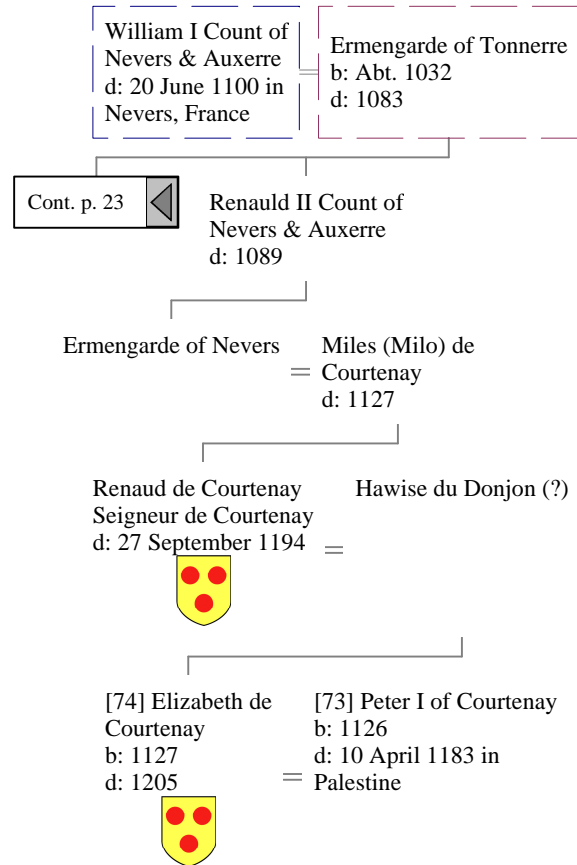 William I Count of
Nevers & Auxerre
d: 20 June 1100 in
Nevers, France
=
Ermengarde of Tonnerre
b: Abt. 1032
d: 1083
Cont. p. 23
Renauld II Count of
Nevers & Auxerre
d: 1089
Ermengarde of Nevers
=
Miles (Milo) de
Courtenay
d: 1127
Renaud de Courtenay
Seigneur de Courtenay
d: 27 September 1194
=
Hawise du Donjon (?)
[74] Elizabeth de
Courtenay
b: 1127
d: 1205
=
[73] Peter I of Courtenay
b: 1126
d: 10 April 1183 in
Palestine